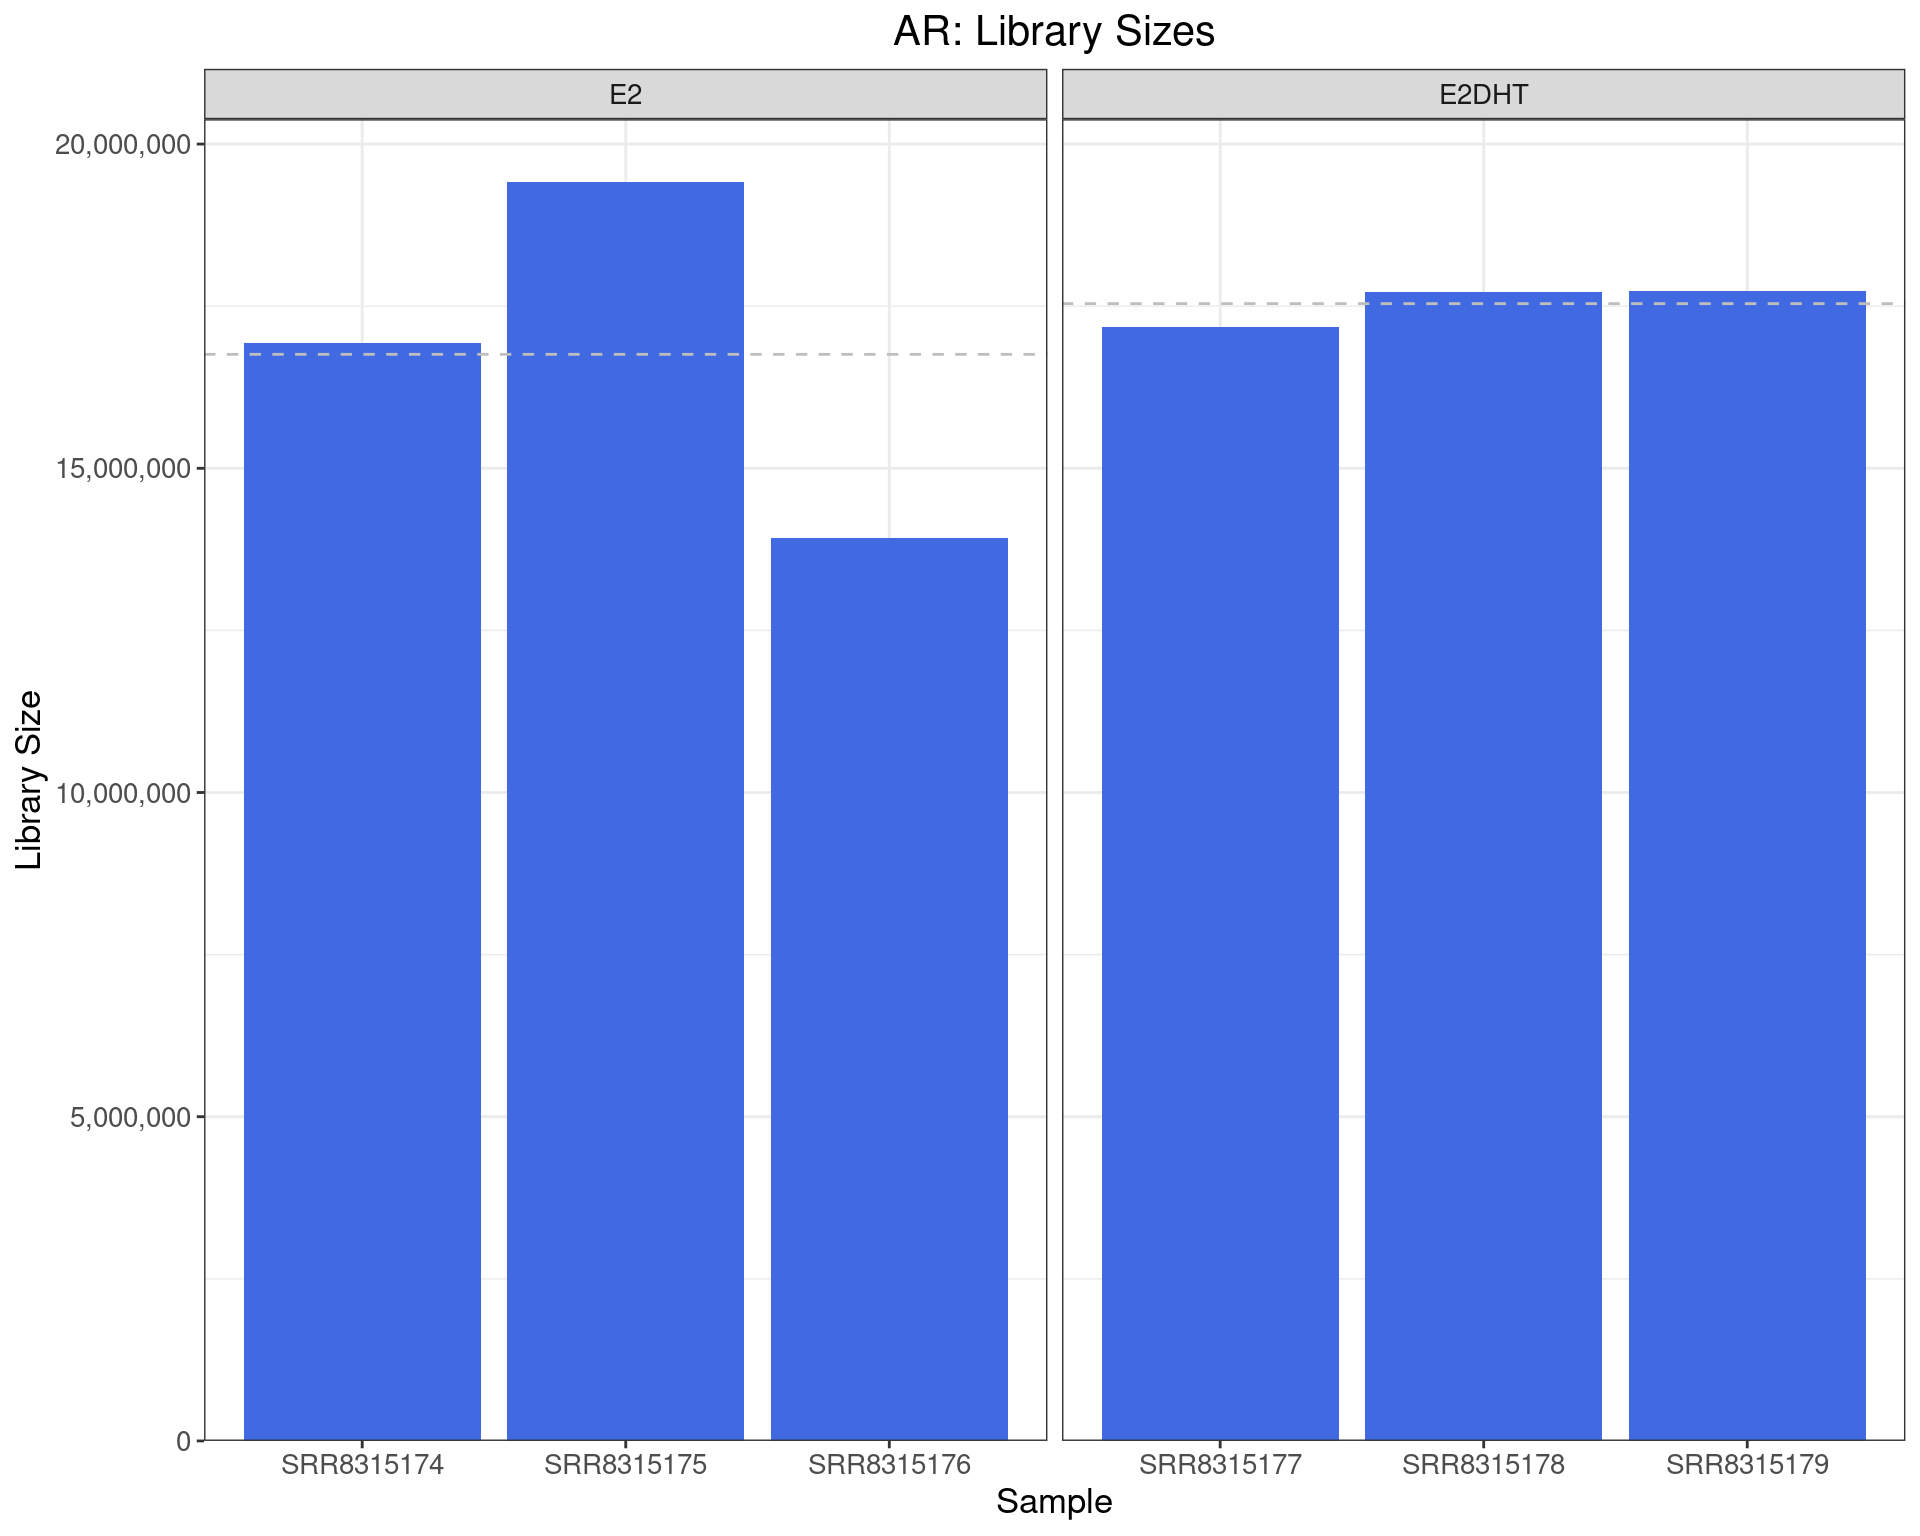 AR: Library Sizes
E2
E2DHT
20,000,000
15,000,000
10,000,000
5,000,000
0
Library Size
SRR8315174
SRR8315175
SRR8315176
SRR8315177
SRR8315178
SRR8315179
Sample